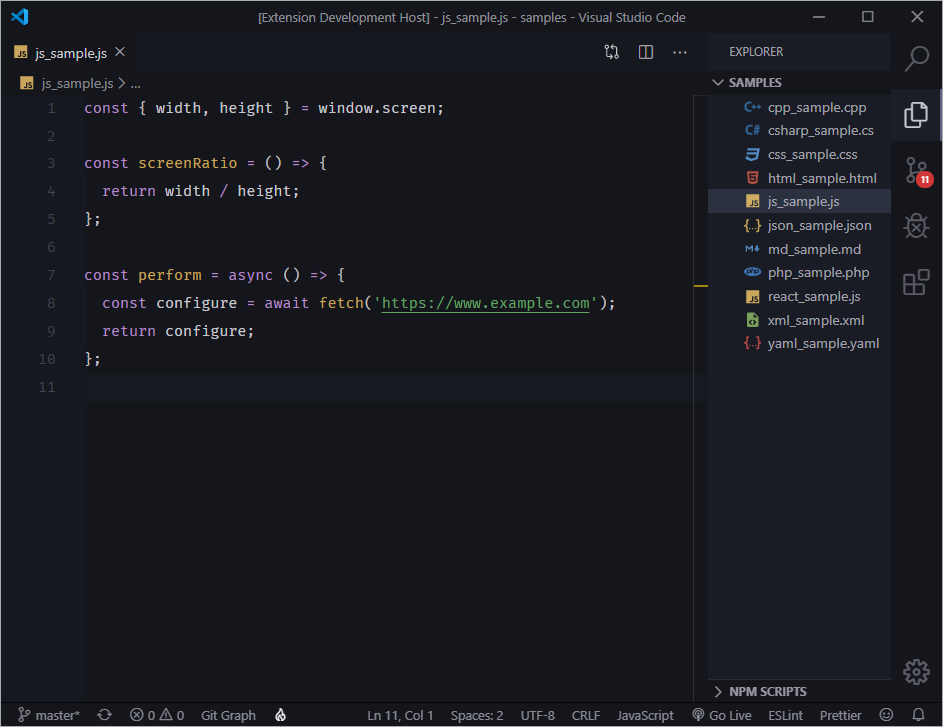 [Extension Development Host] - js_sample.js - samples - Visual Studio Code
JS js_sample.js
EXPLORER
JS js_sample.js > ...
SAMPLES
1 const { width, height } = window.screen;
2
3 const screenRatio = () => {
4 return width / height;
5 };
6
7 const perform = async () => {
8 const configure = await fetch('https://www.example.com');
9 return configure;
10 };
11
C++ cpp_sample.cpp
C# csharp_sample.cs
css_sample.css
html_sample.html
JS js_sample.js
{..} json_sample.json
M↓ md_sample.md
php php_sample.php
JS react_sample.js
xml_sample.xml
{..} yaml_sample.yaml
11
NPM SCRIPTS
master* 0 0 Git Graph Ln 11, Col 1 Spaces: 2 UTF-8 CRLF JavaScript Go Live ESLint Prettier